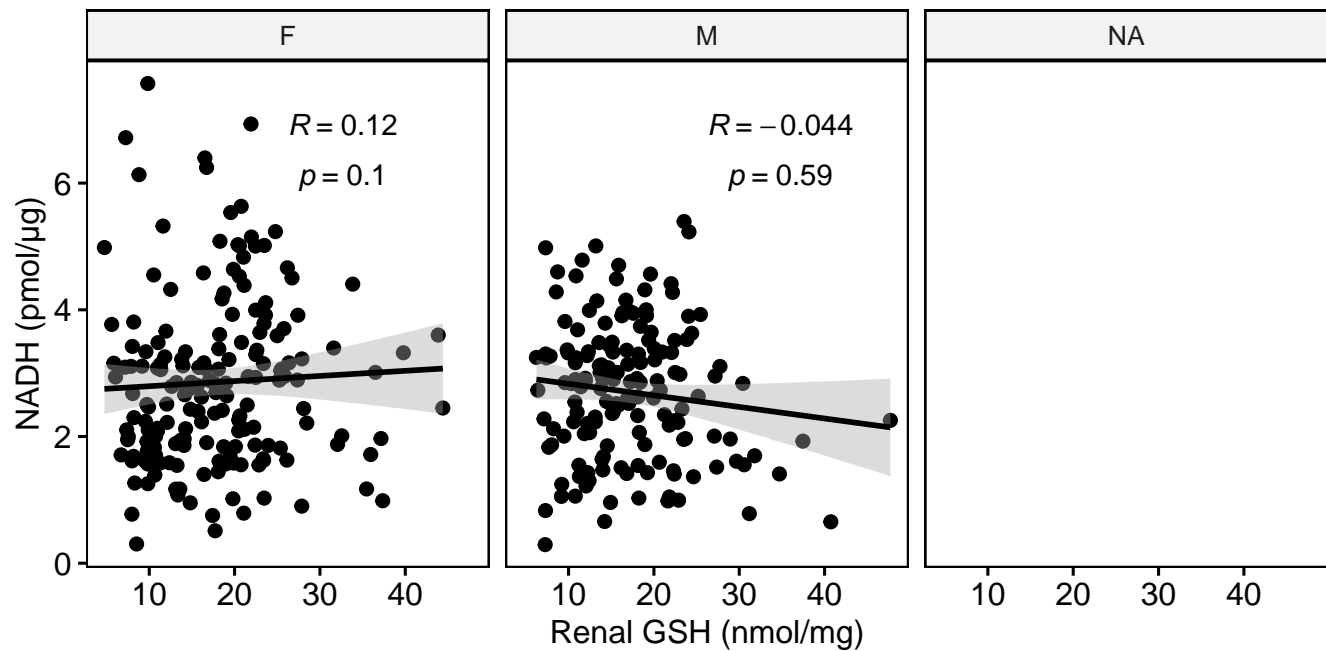 F M NA
R = 0.12 R = −0.044
p = 0.1 p = 0.59
NADH (pmol/µg)
6
4
2
0
10 20 30 40 10 20 30 40 10 20 30 40
Renal GSH (nmol/mg)